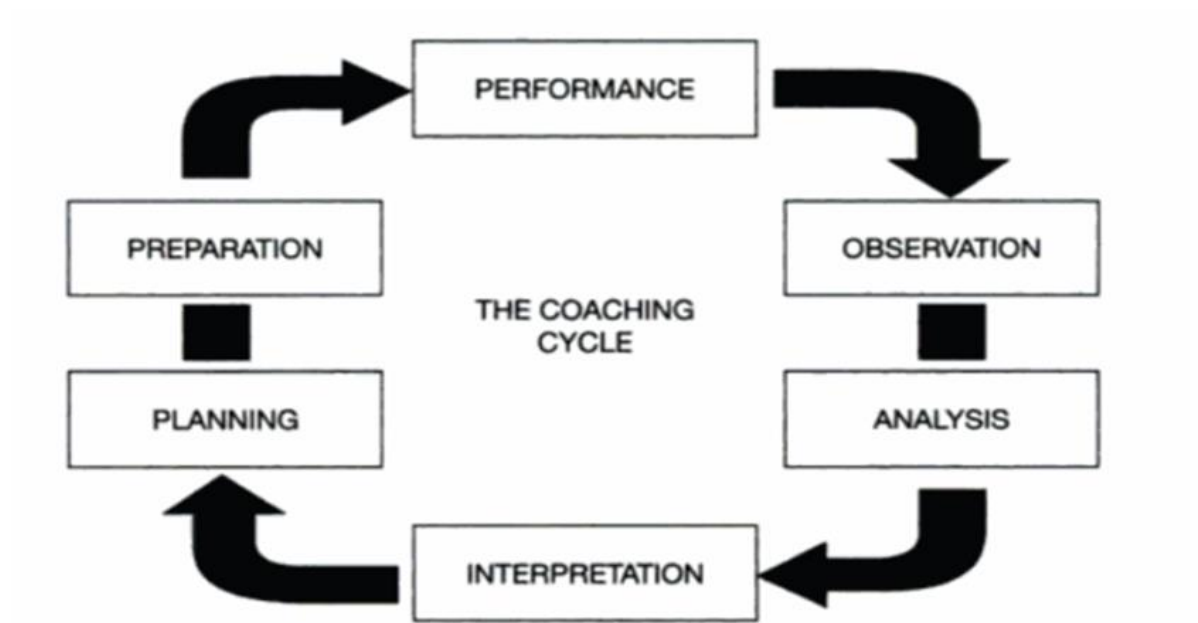 PERFORMANCE
PREPARATION
OBSERVATION
THE COACHING
CYCLE
PLANNING
ANALYSIS
INTERPRETATION